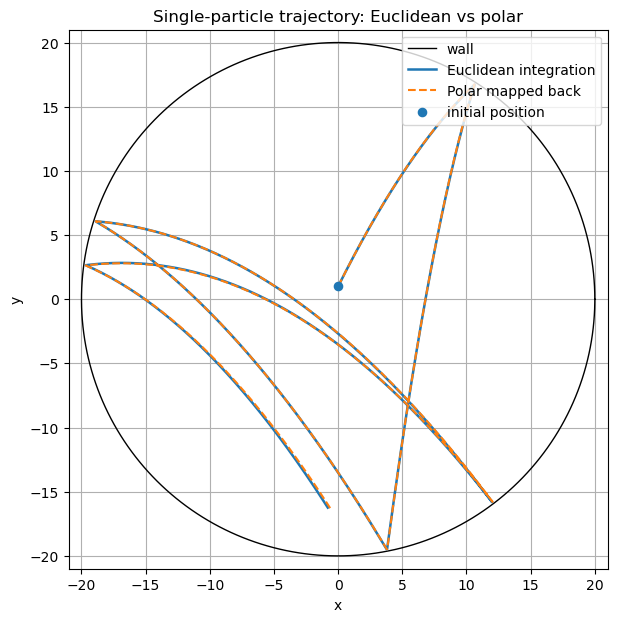 Single-particle trajectory: Euclidean vs polar
wall
Euclidean integration
Polar mapped back
initial position
20
15
10
5
0
−5
−10
−15
−20
y
−20 −15 −10 −5 0 5 10 15 20
x